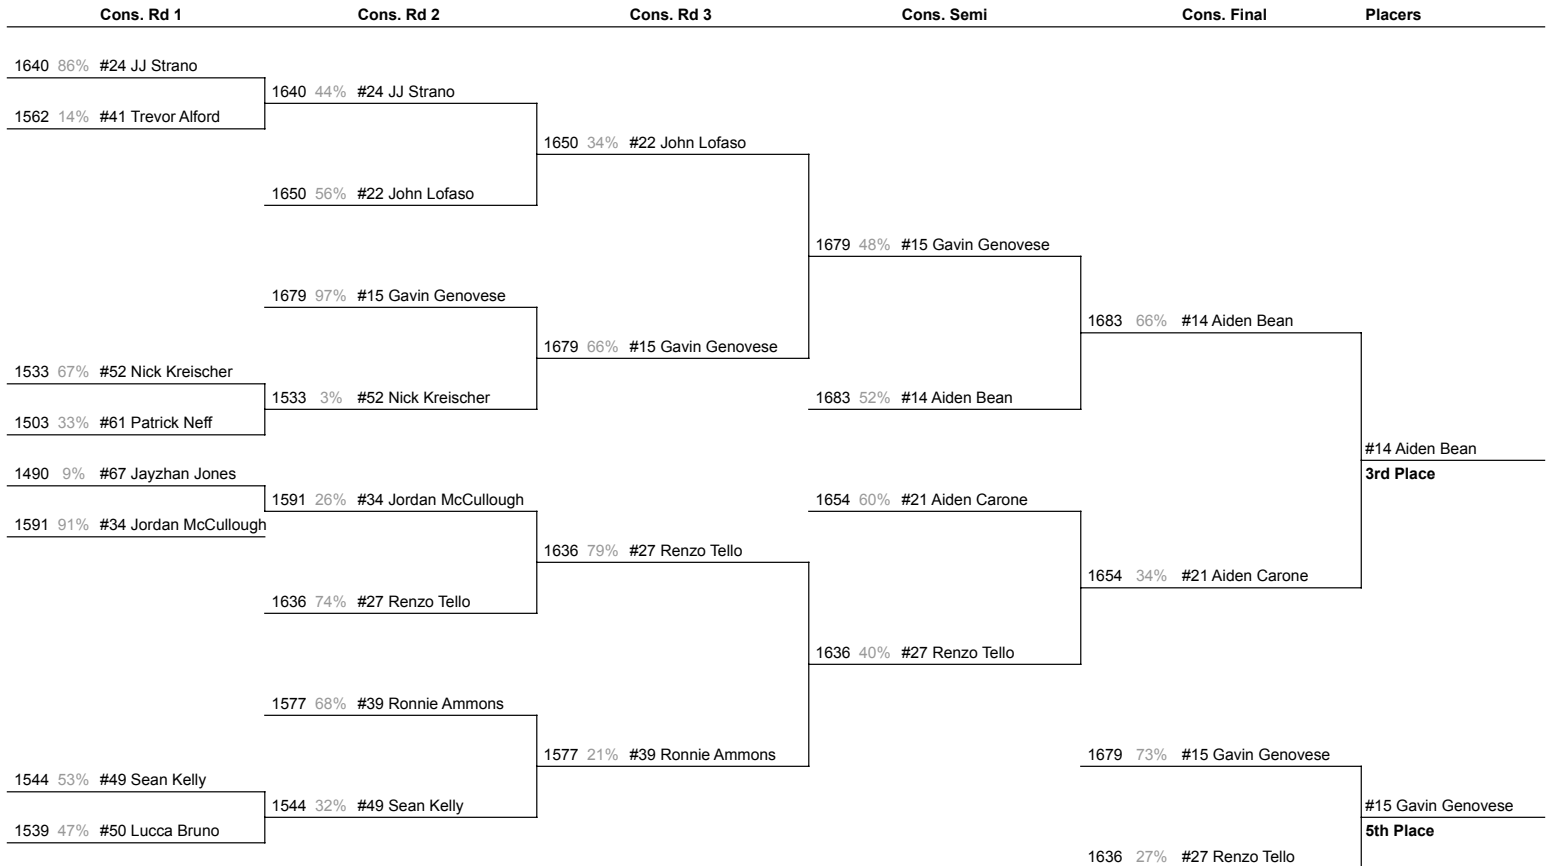 Cons. Rd 1 Cons. Rd 2 Cons. Rd 3 Cons. Semi Cons. Final Placers
1640 86% #24 JJ Strano
1640 44% #24 JJ Strano
1562 14% #41 Trevor Alford
1650 34% #22 John Lofaso
1650 56% #22 John Lofaso
1679 48% #15 Gavin Genovese
1679 97% #15 Gavin Genovese
1683 66% #14 Aiden Bean
1679 66% #15 Gavin Genovese
1533 67% #52 Nick Kreischer
1533 3% #52 Nick Kreischer
1683 52% #14 Aiden Bean
1503 33% #61 Patrick Neff
#14 Aiden Bean
1490 9% #67 Jayzhan Jones
3rd Place
1591 26% #34 Jordan McCullough
1654 60% #21 Aiden Carone
1591 91% #34 Jordan McCullough
1636 79% #27 Renzo Tello
1654 34% #21 Aiden Carone
1636 74% #27 Renzo Tello
1636 40% #27 Renzo Tello
1577 68% #39 Ronnie Ammons
1577 21% #39 Ronnie Ammons
1679 73% #15 Gavin Genovese
1544 53% #49 Sean Kelly
1544 32% #49 Sean Kelly
#15 Gavin Genovese
1539 47% #50 Lucca Bruno
5th Place
1636 27% #27 Renzo Tello